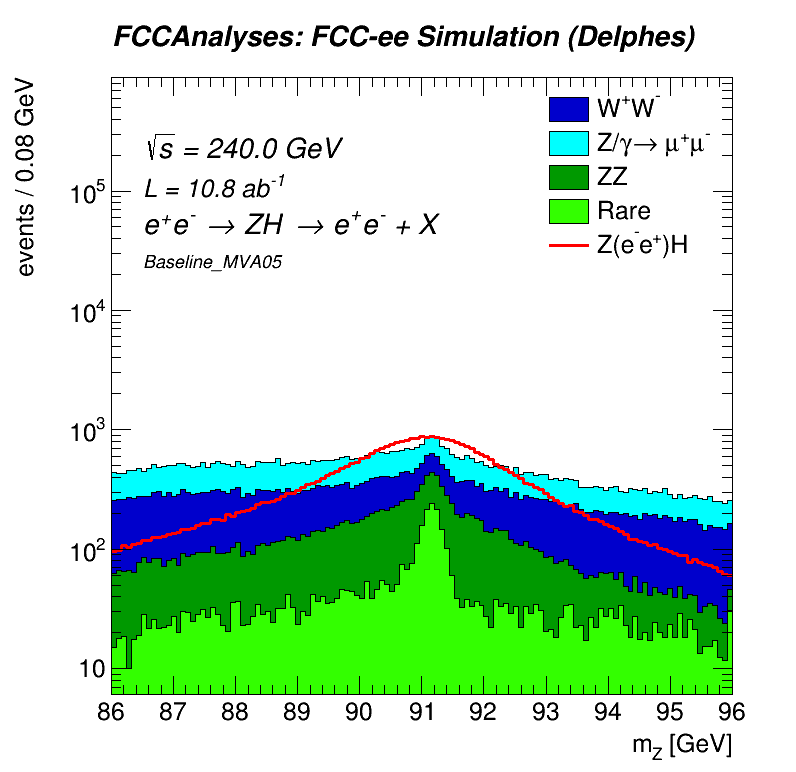 FCCAnalyses: FCC-ee Simulation (Delphes)
events / 0.08 GeV
√s = 240.0 GeV
L = 10.8 ab⁻¹
e⁺e⁻ → ZH → e⁺e⁻ + X
Baseline_MVA05
W⁺W⁻
Z/γ→ μ⁺μ⁻
ZZ
Rare
Z(e⁻e⁺)H
10⁵
10⁴
10³
10²
10
86 87 88 89 90 91 92 93 94 95 96
m_Z [GeV]